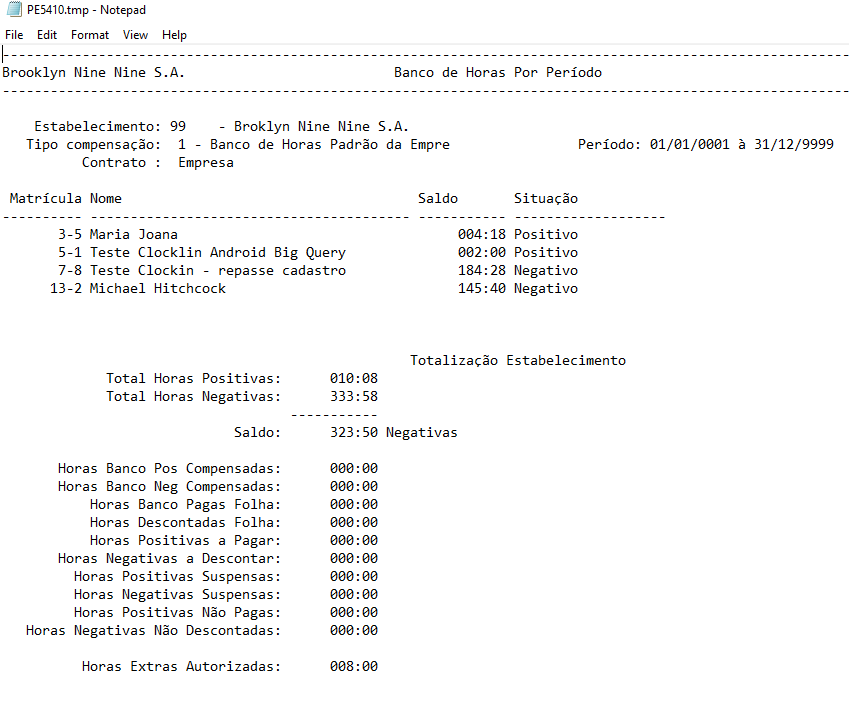 PE5410.tmp - Notepad
File Edit Format View Help
----------------------------------------------------------------------------------------------------------
Brooklyn Nine Nine S.A. Banco de Horas Por Período
----------------------------------------------------------------------------------------------------------
Estabelecimento: 99 - Broklyn Nine Nine S.A.
Tipo compensação: 1 - Banco de Horas Padrão da Empre Período: 01/01/0001 à 31/12/9999
Contrato : Empresa
Matrícula Nome Saldo Situação
---------- ---------------------------------------- ----------- -------------------
3-5 Maria Joana 004:18 Positivo
5-1 Teste Clocklin Android Big Query 002:00 Positivo
7-8 Teste Clockin - repasse cadastro 184:28 Negativo
13-2 Michael Hitchcock 145:40 Negativo
Totalização Estabelecimento
Total Horas Positivas: 010:08
Total Horas Negativas: 333:58
-----------
Saldo: 323:50 Negativas
Horas Banco Pos Compensadas: 000:00
Horas Banco Neg Compensadas: 000:00
Horas Banco Pagas Folha: 000:00
Horas Descontadas Folha: 000:00
Horas Positivas a Pagar: 000:00
Horas Negativas a Descontar: 000:00
Horas Positivas Suspensas: 000:00
Horas Negativas Suspensas: 000:00
Horas Positivas Não Pagas: 000:00
Horas Negativas Não Descontadas: 000:00
Horas Extras Autorizadas: 008:00